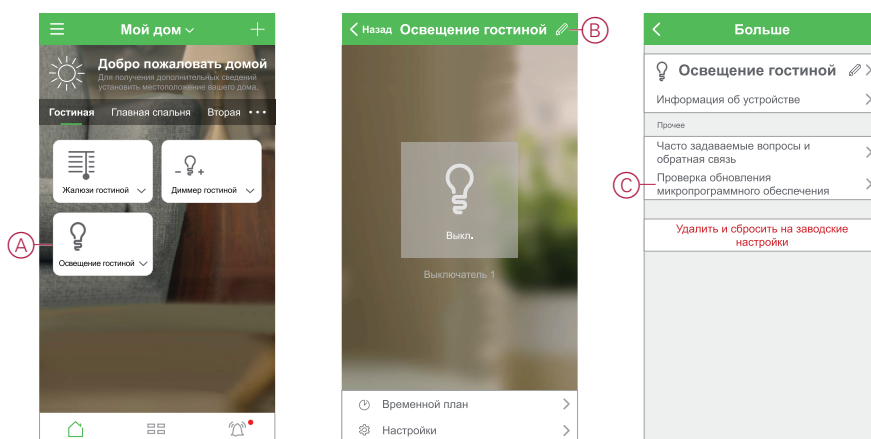 Мой дом
Добро пожаловать домой
Для получения дополнительных сведений
установить местоположение вашего дома.
Гостиная Главная спальня Вторая
Жалюзи гостиной
Диммер гостиной
A
Освещение гостиной
Назад Освещение гостиной
B
Выкл.
Выключатель 1
Временной план
Настройки
Больше
Освещение гостиной
Информация об устройстве
Прочее
Часто задаваемые вопросы и
обратная связь
C
Проверка обновления
микропрограммного обеспечения
Удалить и сбросить на заводские
настройки